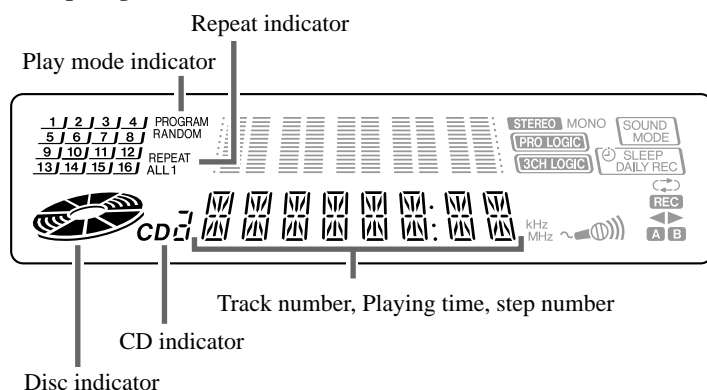 Repeat indicator
Play mode indicator
1 2 3 4 PROGRAM
5 6 7 8 RANDOM
9 10 11 12 REPEAT
13 14 15 16 ALL 1
STEREO MONO
PRO LOGIC
3CH LOGIC
SOUND
MODE
SLEEP
DAILY REC
REC
A B
CD
kHz
MHz
Track number, Playing time, step number
CD indicator
Disc indicator